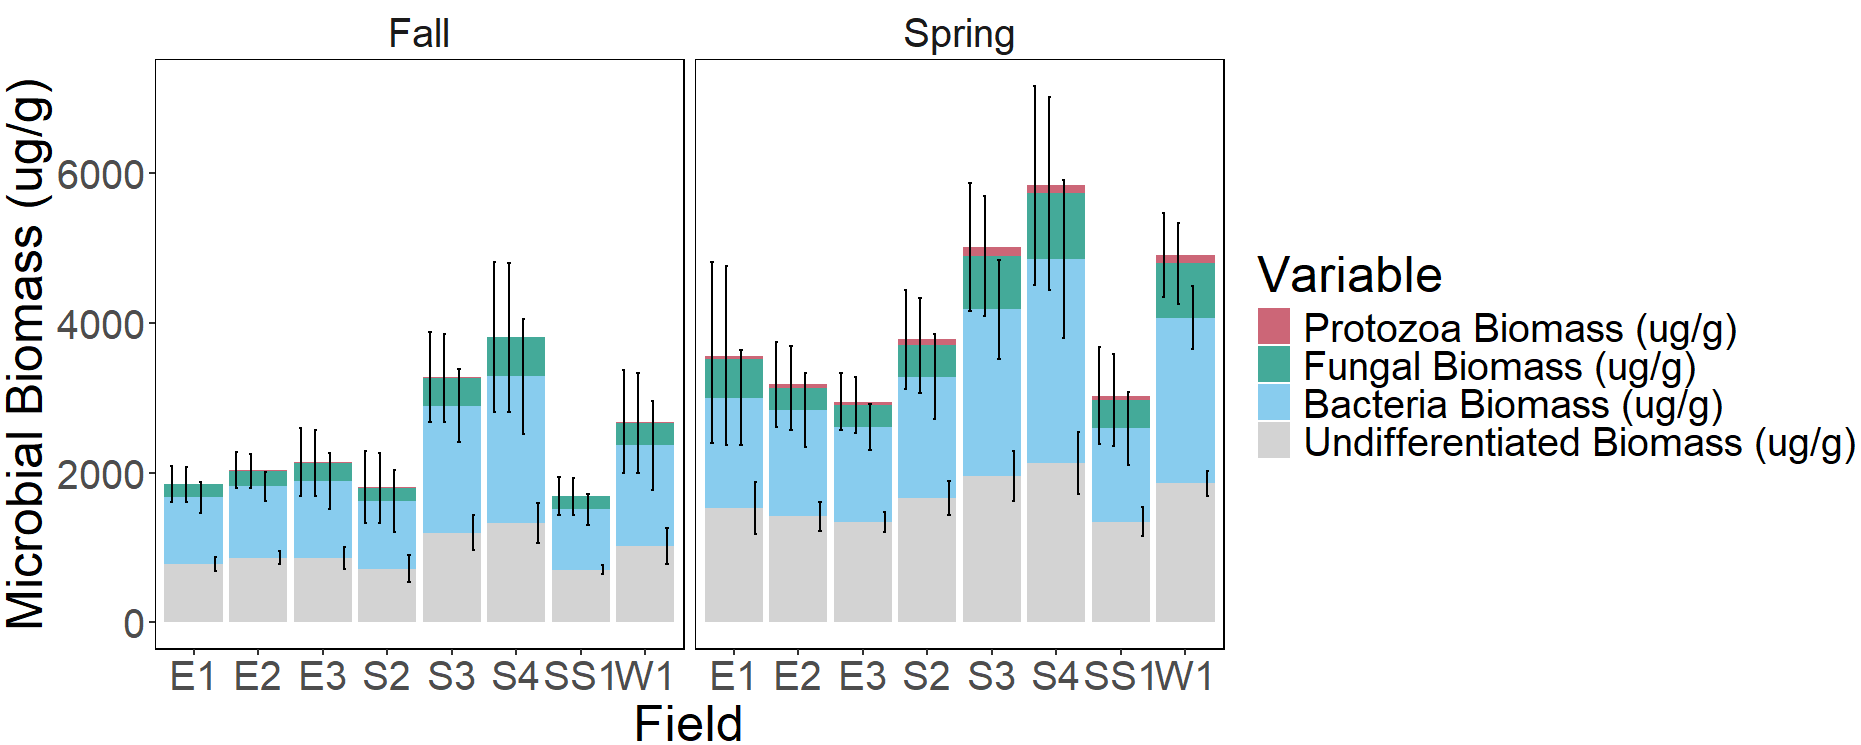 Fall Spring
Microbial Biomass (ug/g)
6000
4000
2000
0
E1 E2 E3 S2 S3 S4 SS1 W1 E1 E2 E3 S2 S3 S4 SS1 W1
Field
Variable
Protozoa Biomass (ug/g)
Fungal Biomass (ug/g)
Bacteria Biomass (ug/g)
Undifferentiated Biomass (ug/g)